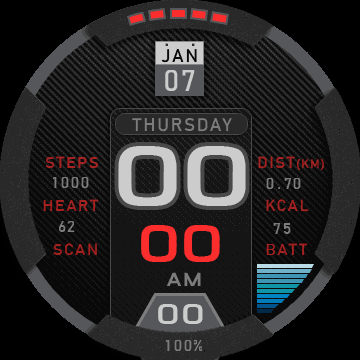 JAN
07
THURSDAY
00
STEPS
1000
HEART
62
SCAN
DIST(KM)
0.70
KCAL
75
BATT
00
AM
00
100%